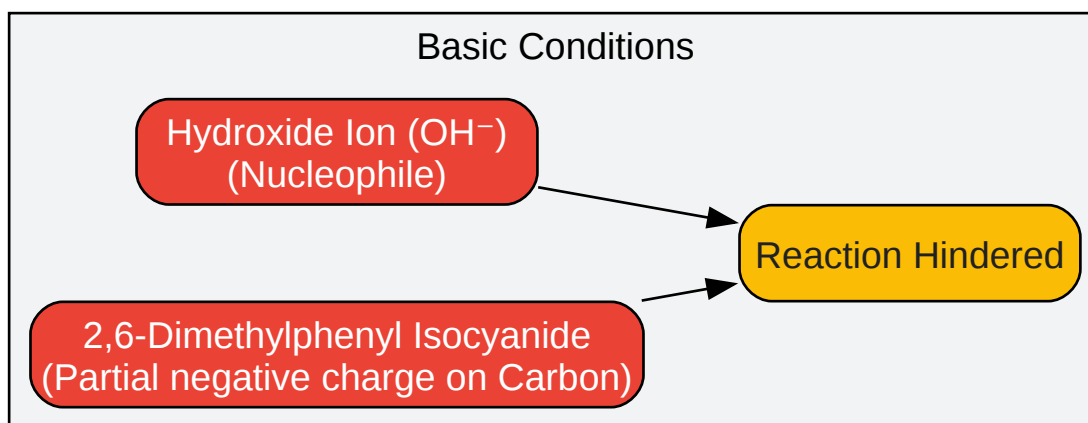 Basic Conditions
Hydroxide Ion (OH⁻)
(Nucleophile)
Reaction Hindered
2,6-Dimethylphenyl Isocyanide
(Partial negative charge on Carbon)